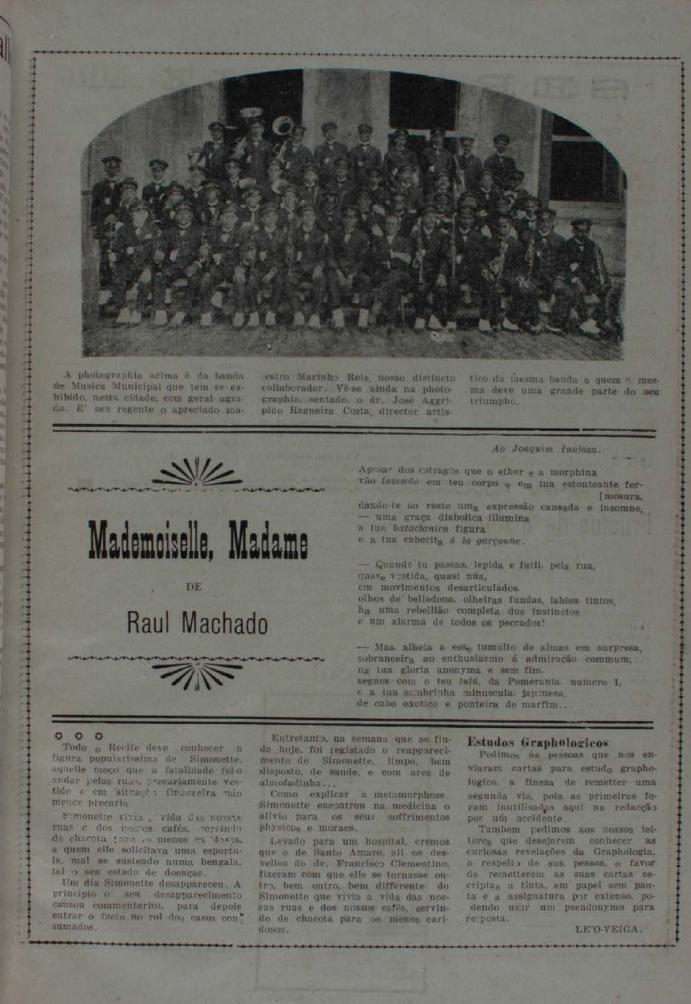 A photographia acima é da banda
de Musica Municipal que tem se ex-
hibido, nesta cidade, com geral agra-
do. E' seu regente o apreciado ma-
estro Marinho Reis, nosso distincto
collaborador. Vê-se ainda na photo-
graphia, sentado, o dr. José Aggri-
pino Regueira Costa, director artis-
tico da mesma banda a quem a mes-
ma deve uma grande parte do seu
triumpho.
Mademoiselle, Madame
DE
Raul Machado
Ao Joaquim Inojosa.
Apesar dos estragos que o ether e a morphina
vão fazendo em teu corpo e em tua estonteante for-
[mosura,
dando-te ao rosto uma expressão cansada e insomne,
— uma graça diabolica illumina
a tua bataclanica figura
e a tua cabecita á la garçonne.
— Quando tu passas, lepida e futil, pela rua,
quase vestida, quasi núa,
em movimentos desarticulados.
olhos de belladona, olheiras fundas, labios tintos,
ha uma rebellião completa dos instinctos
e um alarma de todos os peccados!
— Mas, alheia a esse tumulto de almas em surpresa,
sobranceira ao enthusiasmo á admiração commum,
na tua gloria anonyma e sem fim,
segues com o teu lulú, da Pomerania, numero 1,
e a tua sombrinha minuscula, japonesa,
de cabo exotico e ponteira de marfim...
Todo o Recife deve conhecer a
figura popularissima de Simonette,
aquelle moço que a fatalidade fel-o
andar pelas ruas, precariamente ves-
tido e em situação financeira não
menos precaria.
Simonette vivia a vida das nossas
ruas e dos nossos cafés, servindo
de chacota para os menos
a quem elle solicitava uma esportu-
la, mal se sustendo numa bengala,
tal o seu estado de doenças.
Um dia Simonette desappareceu. A
principio o seu desapparecimento
causou commentarios, para depois
entrar o facto no rol dos casos con-
sumados.
Entretanto, na semana que se fin-
da hoje, foi registado o reappareci-
mento de Simonette, limpo, bem
disposto, de saude, e com ares de
almofadinha...
Como explicar a metamorphose.
Simonette encontrou na medicina o
alivio para os seus soffrimentos
physicos e moraes.
Levado para um hospital, cremos
que o de Santo Amaro, ali os des-
vellos do dr. Francisco Clementino,
fizeram com que elle se tornasse ou-
tro, bem outro, bem differente do
Simonette que vivia a vida das nos-
sas ruas e dos nossos cafés, servin-
do de chacota para os menos cari-
dosos.
Estudos Graphologicos
Pedimos ás pessoas que nos en-
viaram cartas para estudo grapho-
logico, a fineza de remetter uma
segunda via, pois as primeiras fo-
ram inutilisadas aqui na redacção
por um accidente.
Tambem pedimos aos nossos lei-
tores que desejarem conhecer as
curiosas revelações da Graphologia,
a respeito de sua pessoa, o favor
de remetterem as suas cartas es-
criptas a tinta, em papel sem pau-
ta e a assignatura por extenso, po-
dendo usar um pseudonymo para
resposta.
LE'O-VEIGA.